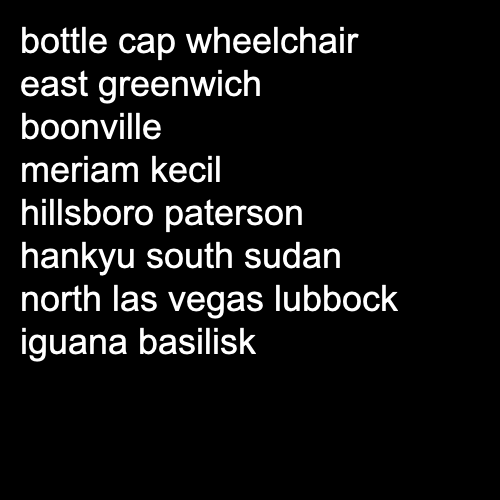 bottle cap wheelchair
east greenwich
boonville
meriam kecil
hillsboro paterson
hankyu south sudan
north las vegas lubbock
iguana basilisk